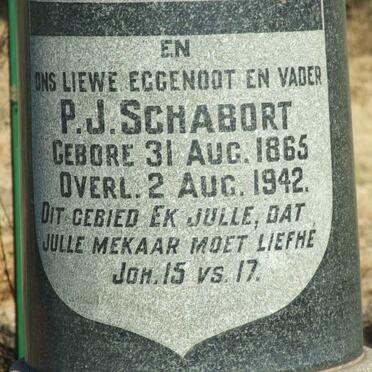 EN
ONS LIEWE EGGENOOT EN VADER
P.J. SCHABORT
GEBORE 31 AUG. 1865
OVERL. 2 AUG. 1942.
DIT GEBIED EK JULLE, DAT
JULLE MEKAAR MOET LIEFHÊ
JOH. 15 VS. 17.